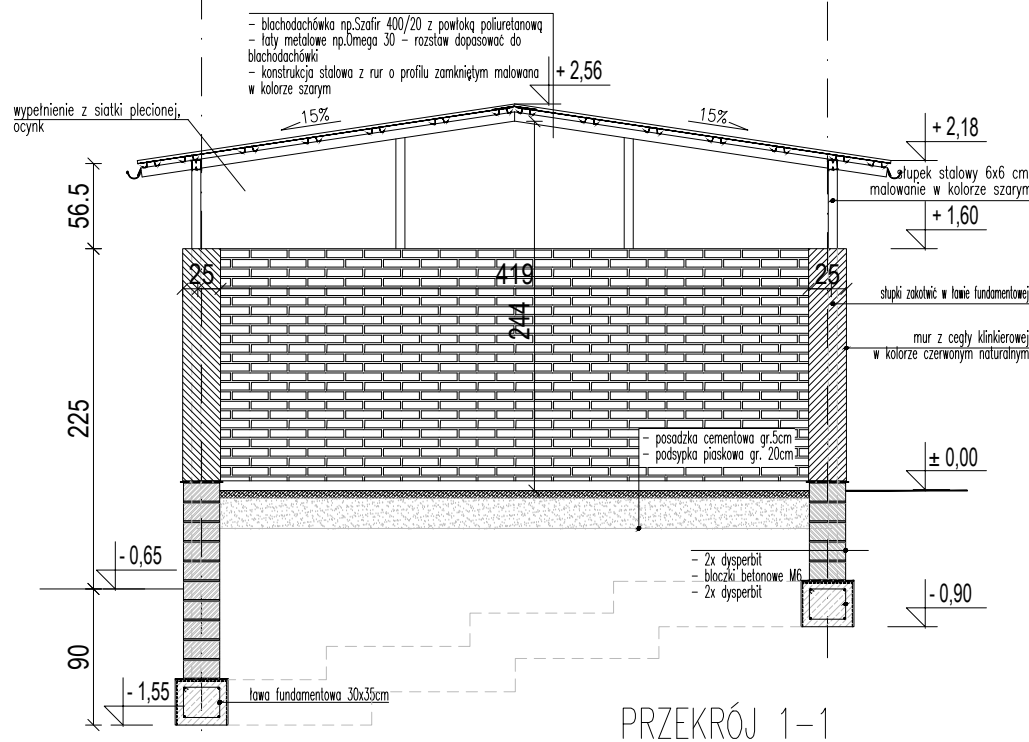 - blachodachówka np.Szafir 400/20 z powłoką poliuretanową
- łaty metalowe np.Omega 30 - rozstaw dopasować do
blachodachówki
- konstrukcja stalowa z rur o profilu zamkniętym malowana
w kolorze szarym
+ 2,56
wypełnienie z siatki plecionej,
ocynk
15%
15%
+ 2,18
słupek stalowy 6x6 cm
malowanie w kolorze szarym
56.5
+ 1,60
25
419
25
244
słupki zakotwić w ławie fundamentowej
mur z cegły klinkierowej
w kolorze czerwonym naturalnym
225
- posadzka cementowa gr.5cm
- podsypka piaskowa gr. 20cm
± 0,00
- 0,65
- 2x dysperbit
- bloczki betonowe M6
- 2x dysperbit
- 0,90
90
- 1,55
ława fundamentowa 30x35cm
PRZEKRÓJ 1-1